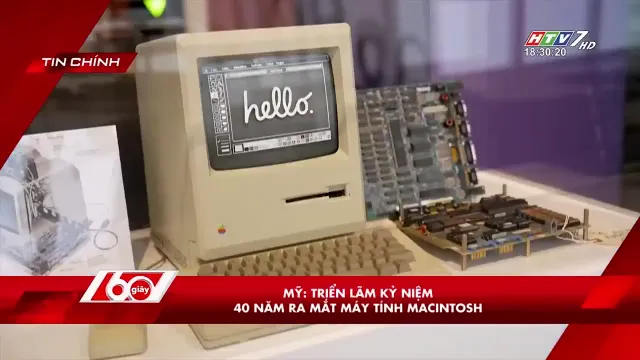 TIN CHÍNH
HTV7 HD
18:30:20
hello.
60 giây
MỸ: TRIỂN LÃM KỶ NIỆM
40 NĂM RA MẮT MÁY TÍNH MACINTOSH